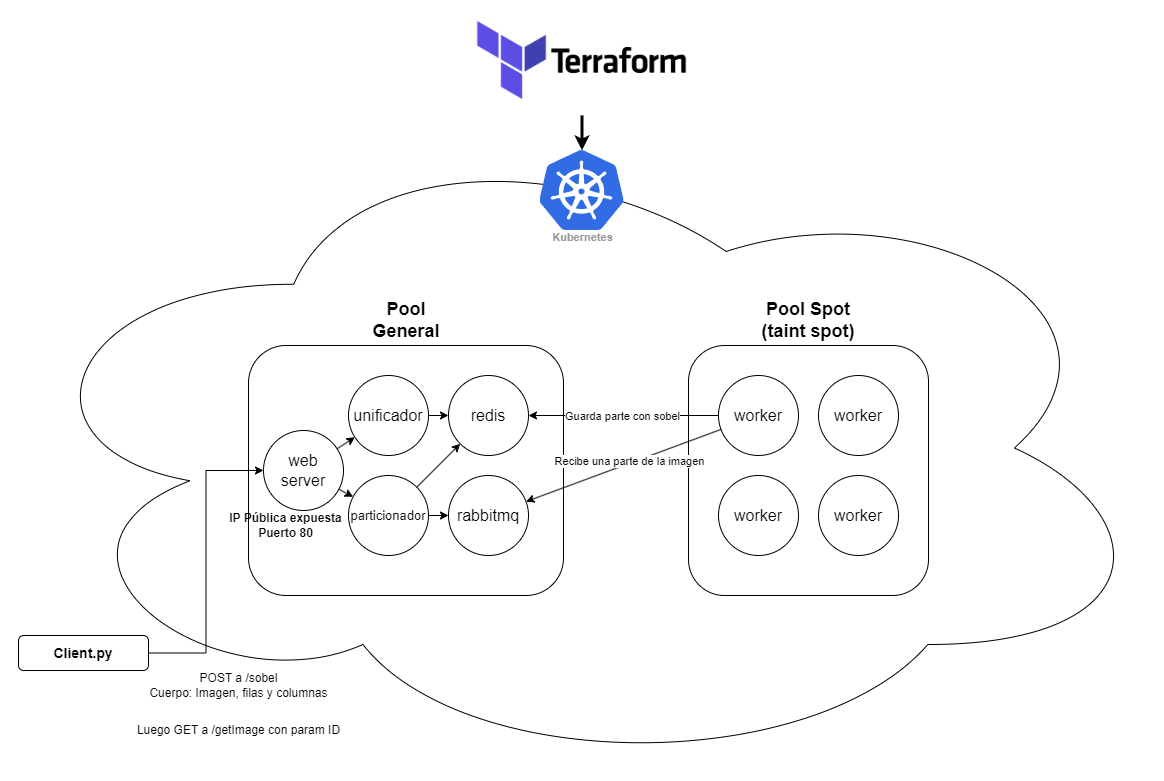 Terraform
Kubernetes
Pool
General
Pool Spot
(taint spot)
unificador
redis
Guarda parte con sobel
worker
worker
web
server
Recibe una parte de la imagen
IP Pública expuesta
Puerto 80
particionador
rabbitmq
worker
worker
Client.py
POST a /sobel
Cuerpo: Imagen, filas y columnas
Luego GET a /getImage con param ID